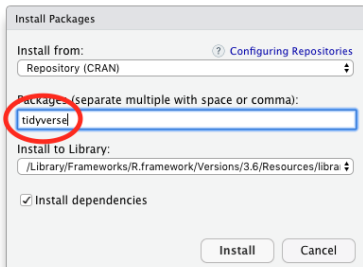 Install Packages
Install from:
? Configuring Repositories
Repository (CRAN)
Packages (separate multiple with space or comma):
tidyverse
Install to Library:
/Library/Frameworks/R.framework/Versions/3.6/Resources/libra
Install dependencies
Install
Cancel